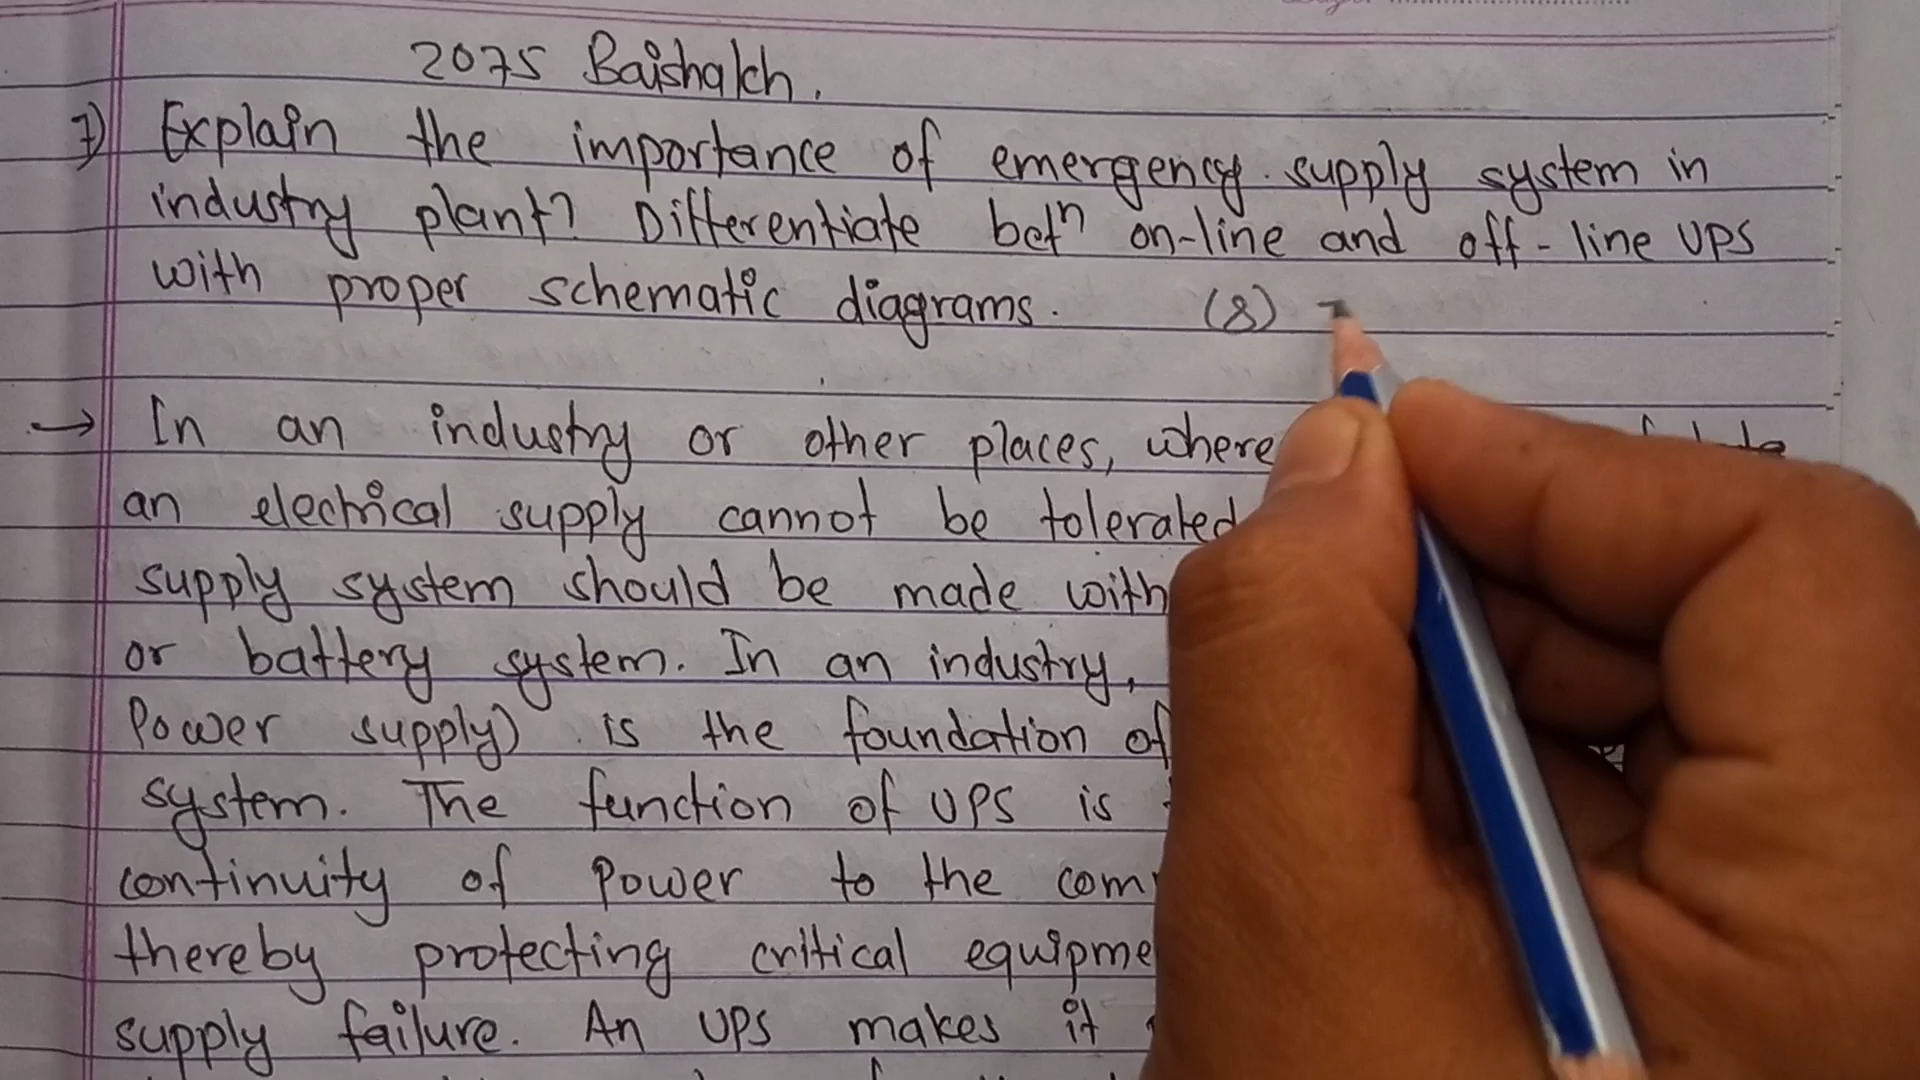 2075 Baishakh.
7) Explain the importance of emergency supply system in
industry plant? Differentiate betn on-line and off-line UPS
with proper schematic diagrams. (8)
→ In an industry or other places, where
an electrical supply cannot be tolerated
supply system should be made with
or battery system. In an industry,
Power supply) is the foundation of
system. The function of UPS is
continuity of power to the
thereby protecting critical
supply failure. An UPS makes it